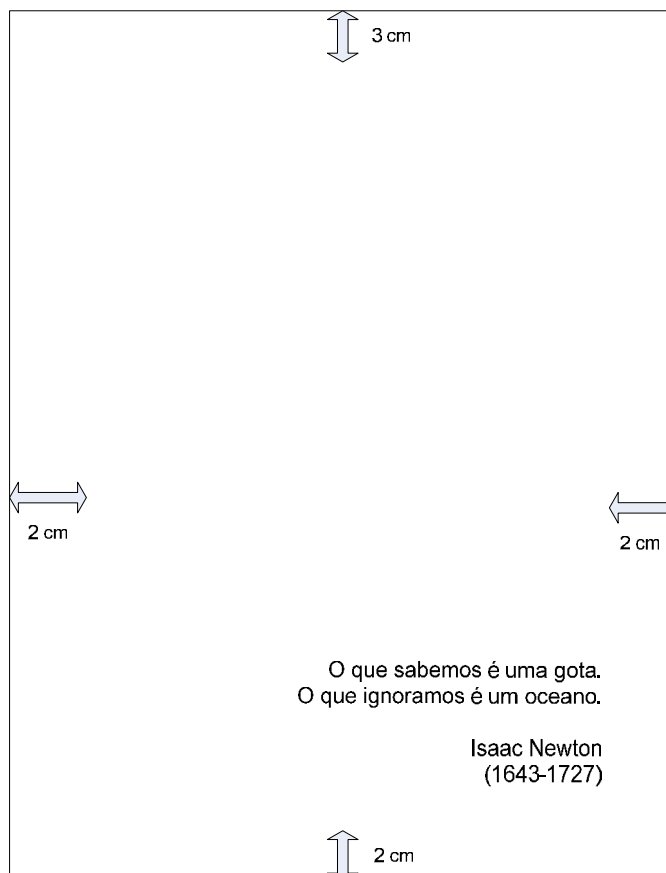 3 cm
2 cm
2 cm
O que sabemos é uma gota.
O que ignoramos é um oceano.
Isaac Newton
(1643-1727)
2 cm